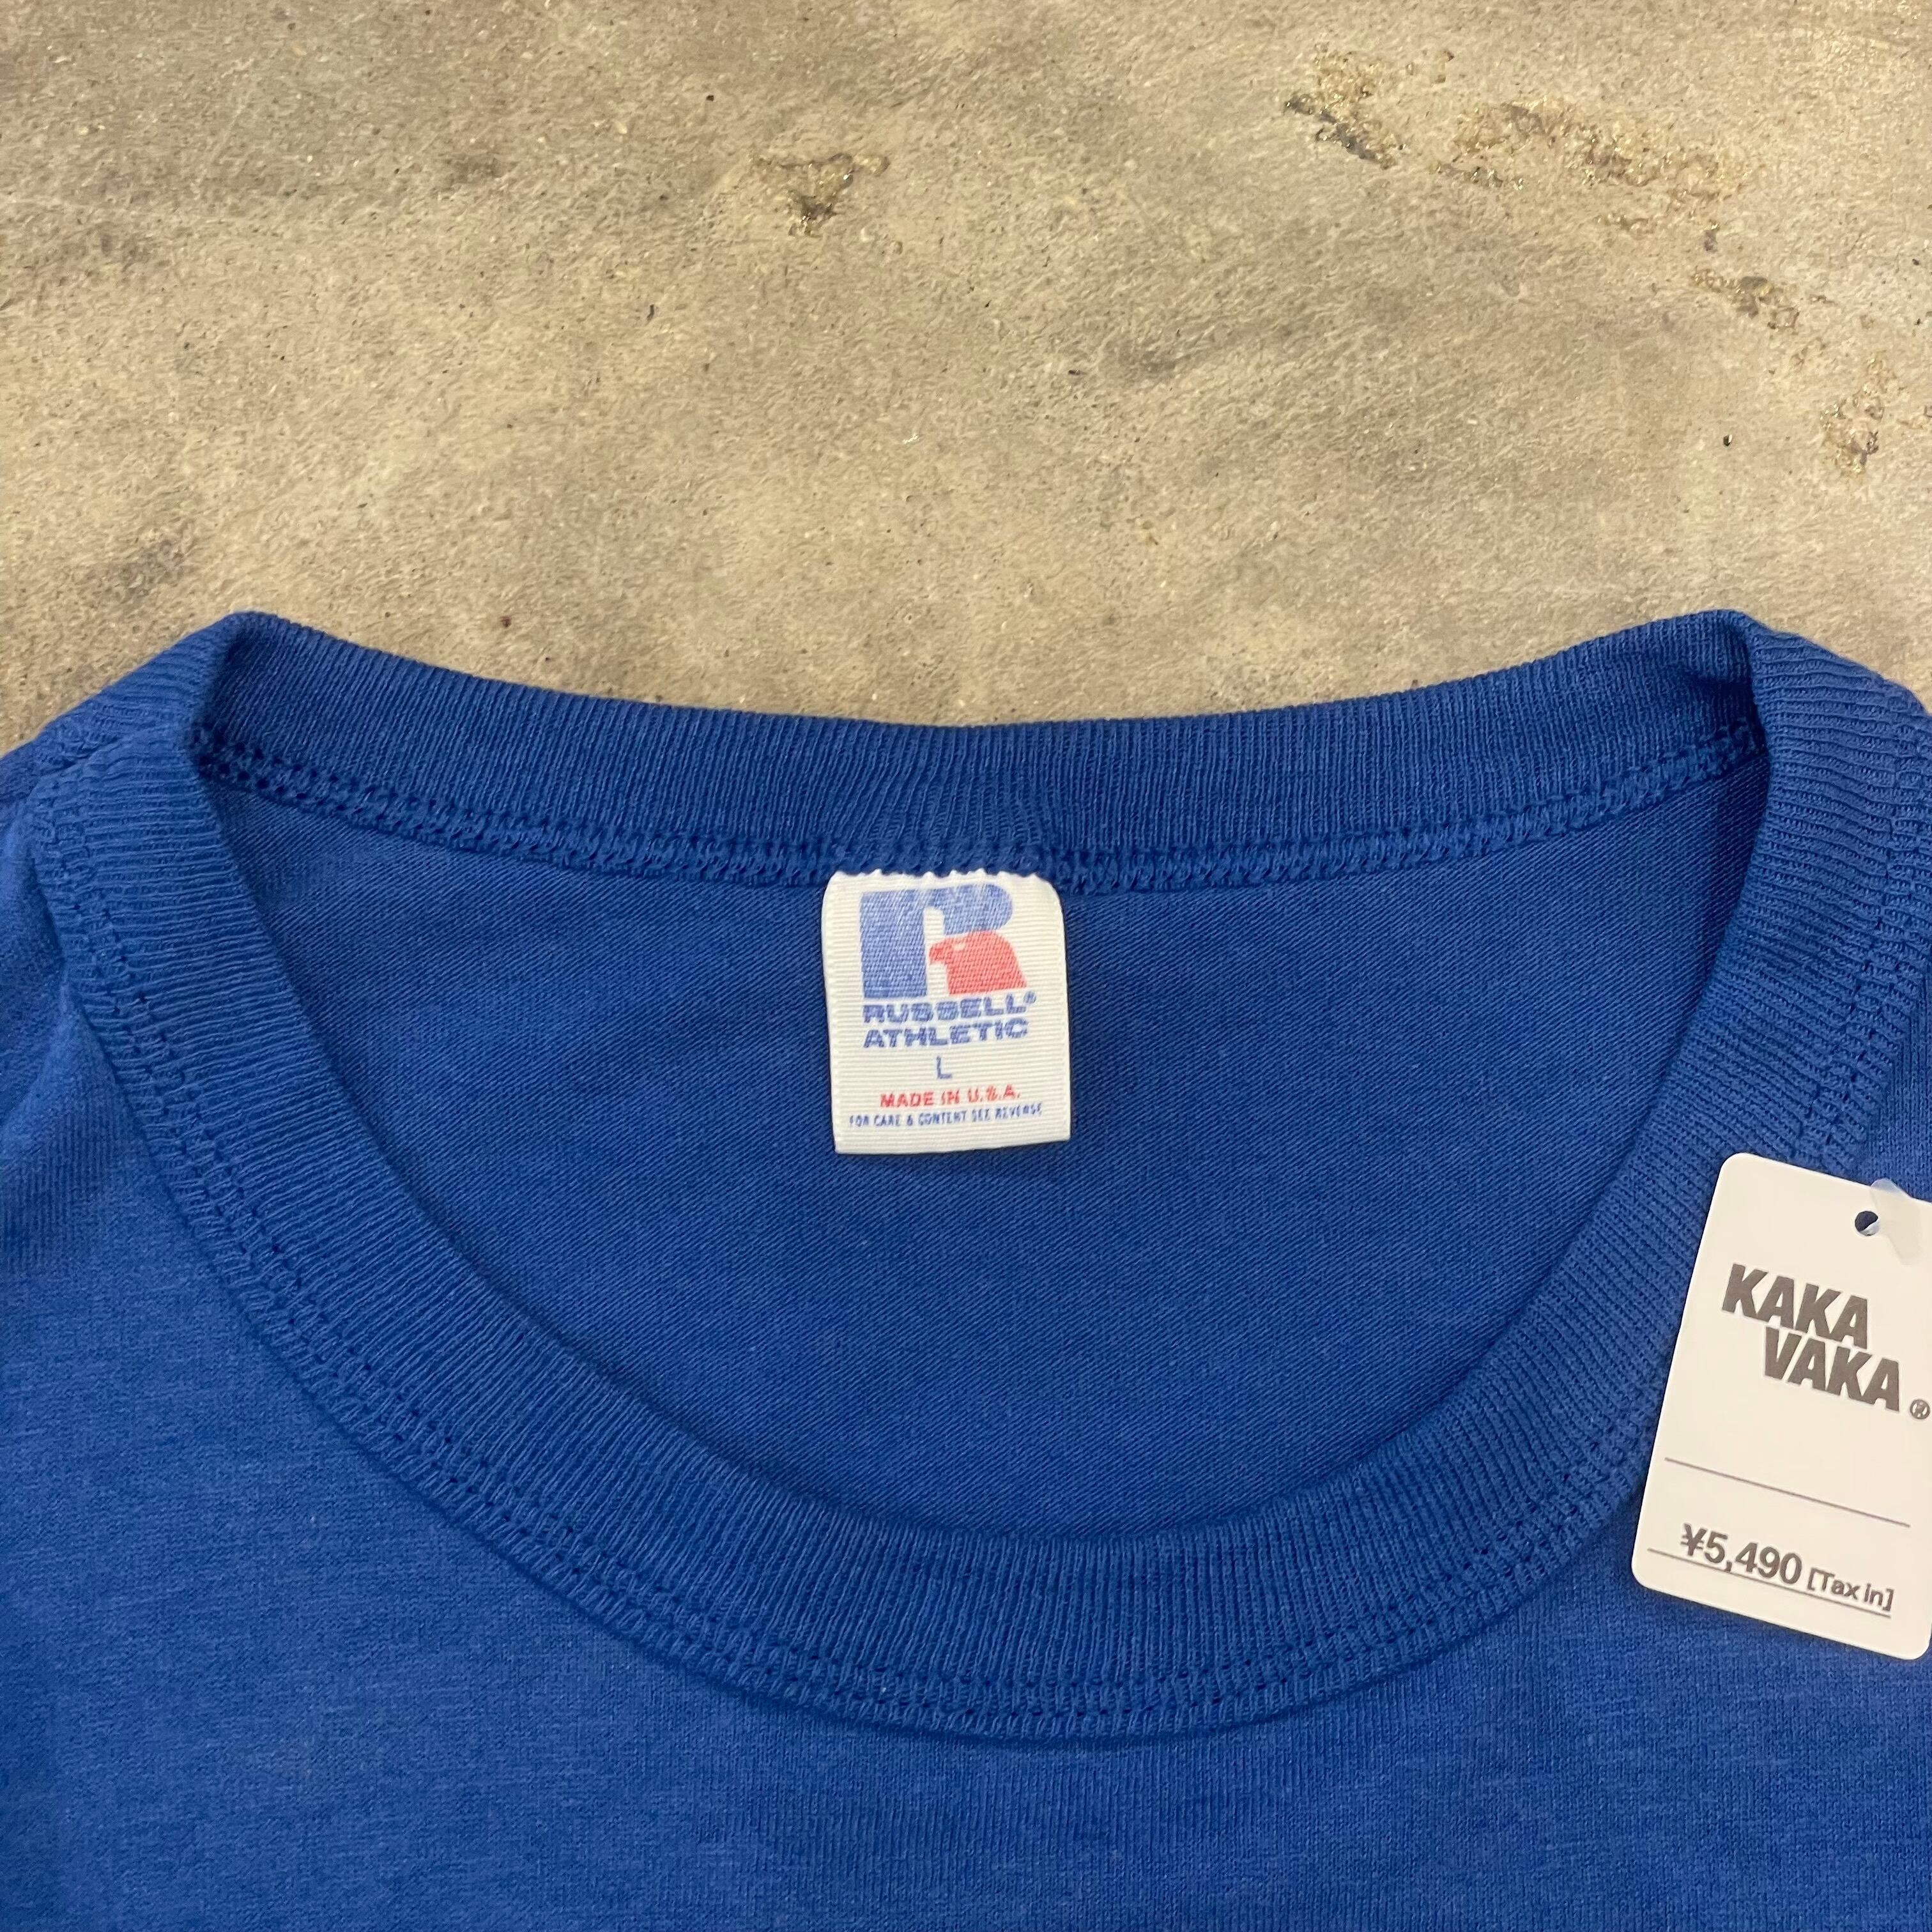 RUSSELL®
ATHLETIC
L
MADE IN U.S.A.
FOR CARE & CONTENT SEE REVERSE
KAKA
VAKA®
¥5,490 [Tax in]